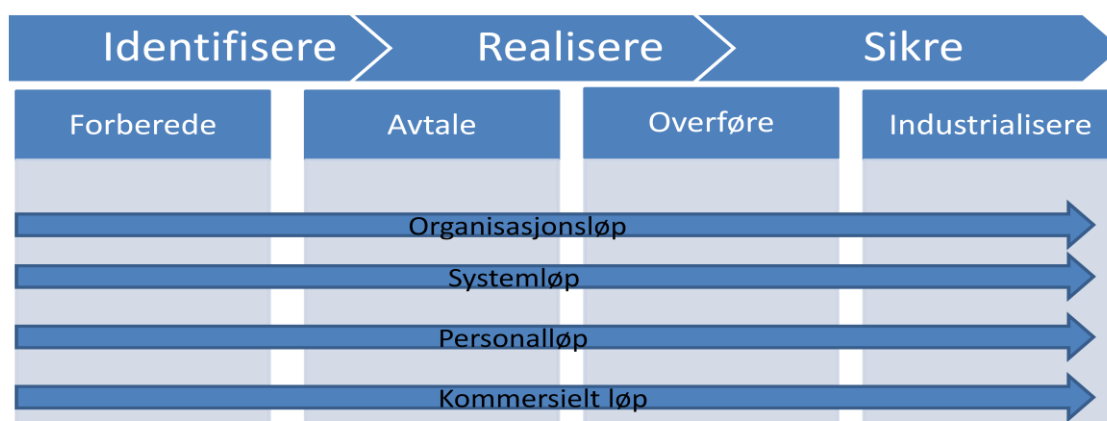 Identifisere
Realisere
Sikre
Forberede
Avtale
Overføre
Industrialisere
Organisasjonsløp
Systemløp
Personalløp
Kommersielt løp